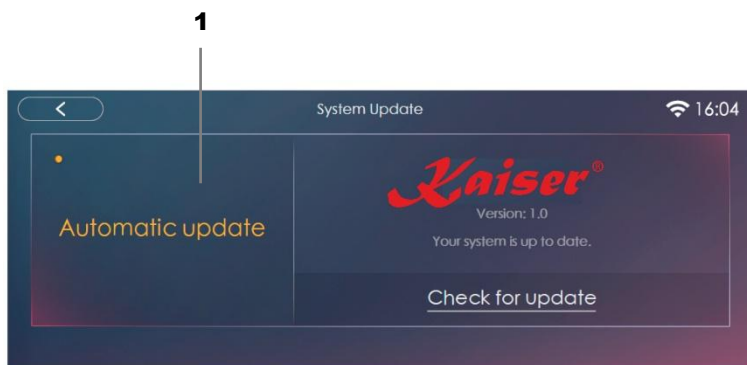 1
System Update
16:04
Automatic update
Kaiser®
Version: 1.0
Your system is up to date.
Check for update